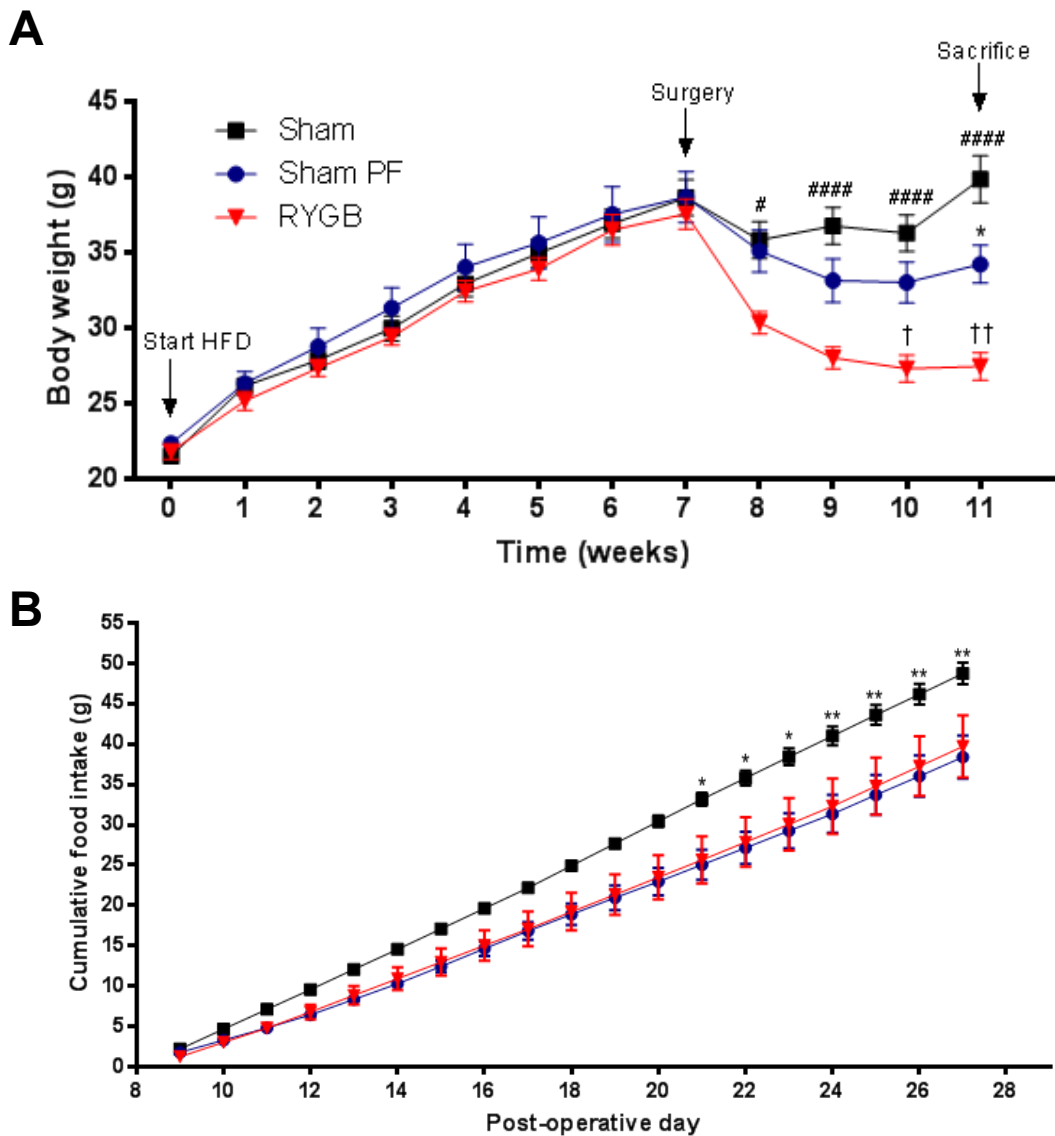 A
Sacrifice
Surgery
Start HFD
Sham
Sham PF
RYGB
45
40
35
30
25
20
####
# #### ####
*
† ††
Body weight (g)
0 1 2 3 4 5 6 7 8 9 10 11
Time (weeks)
B
55
50
45
40
35
30
25
20
15
10
5
0
* * * ** ** ** **
Cumulative food intake (g)
8 10 12 14 16 18 20 22 24 26 28
Post-operative day